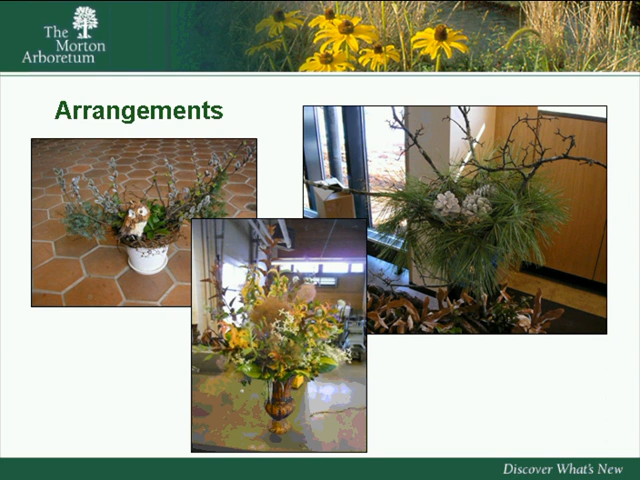 The
Morton
Arboretum
Arrangements
Discover What's New